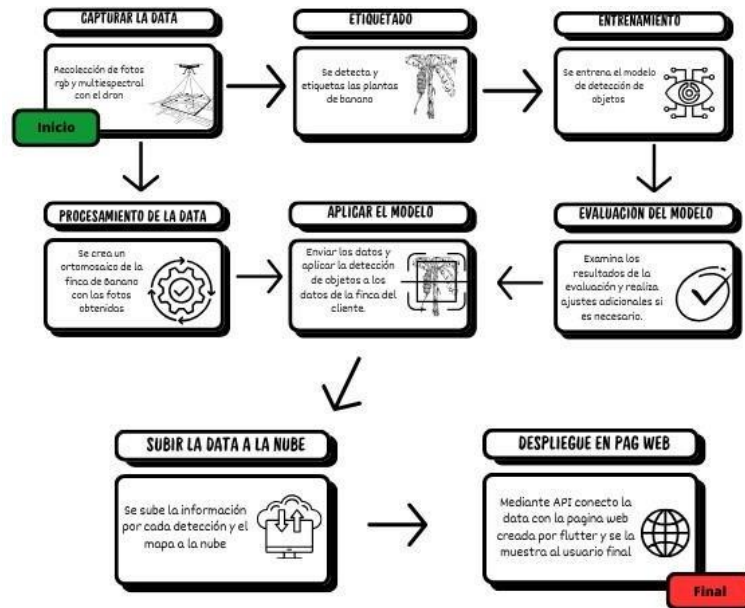 CAPTURAR LA DATA
Recolección de fotos
rgb y multiespectral
con el dron
Inicio
ETIQUETADO
Se detecta y
etiquetas las plantas
de banano
ENTRENAMIENTO
Se entrena el modelo
de detección de
objetos
PROCESAMIENTO DE LA DATA
Se crea un
ortomosaico de la
finca de Banano
con las fotos
obtenidas
APLICAR EL MODELO
Enviar los datos y
aplicar la detección
de objetos a los
datos de la finca del
cliente.
EVALUACION DEL MODELO
Examina los
resultados de la
evaluación y realiza
ajustes adicionales si
es necesario.
SUBIR LA DATA A LA NUBE
Se sube la información
por cada detección y el
mapa a la nube
DESPLIEGUE EN PAG WEB
Mediante API conecto la
data con la pagina web
creada por flutter y se la
muestra al usuario final
Final